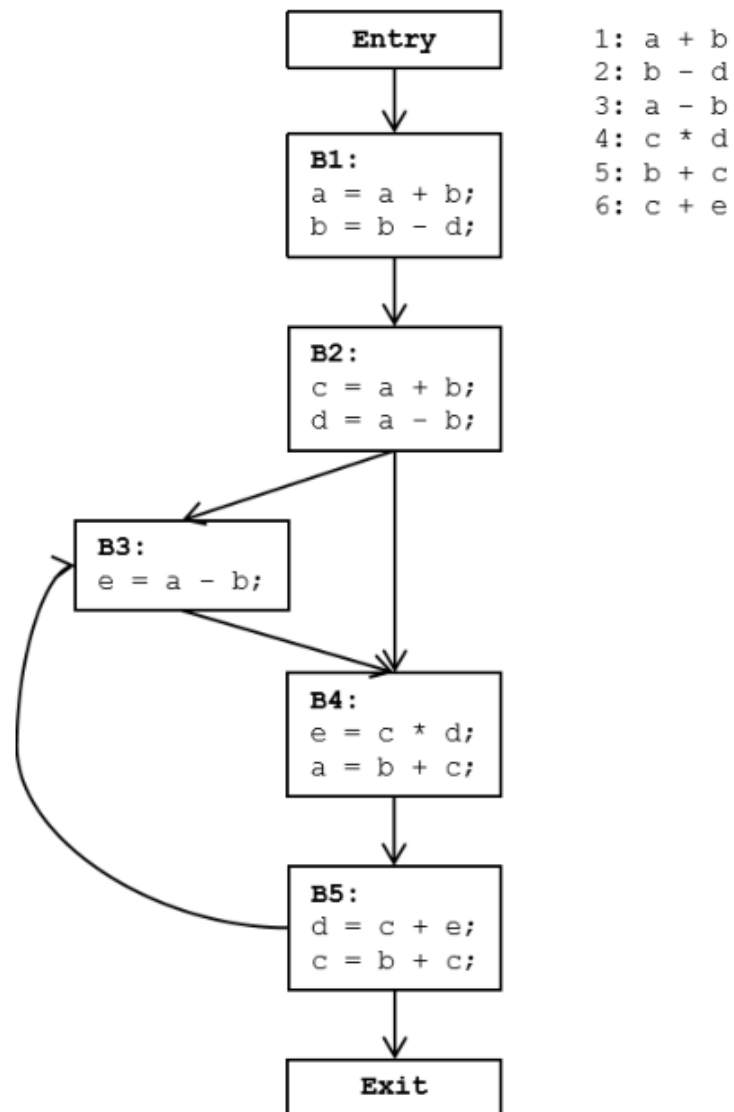 Entry
1: a + b
2: b - d
3: a - b
4: c * d
5: b + c
6: c + e
B1:
a = a + b;
b = b - d;
B2:
c = a + b;
d = a - b;
B3:
e = a - b;
B4:
e = c * d;
a = b + c;
B5:
d = c + e;
c = b + c;
Exit